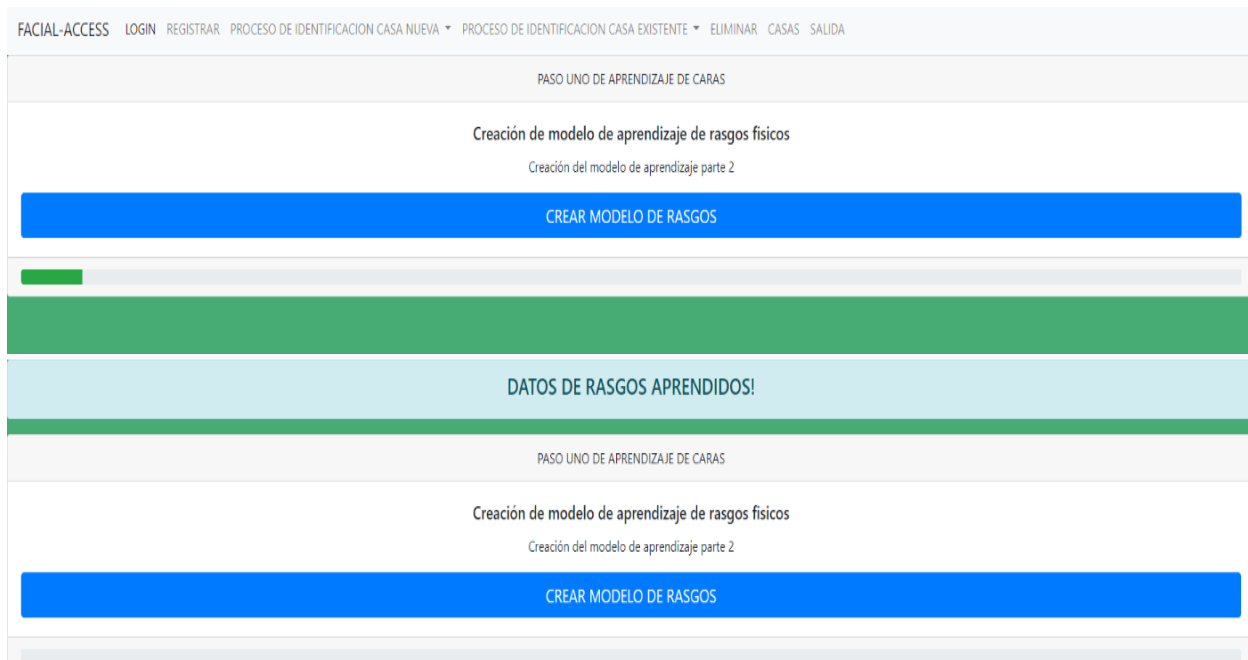 FACIAL-ACCESS LOGIN REGISTRAR PROCESO DE IDENTIFICACION CASA NUEVA PROCESO DE IDENTIFICACION CASA EXISTENTE ELIMINAR CASAS SALIDA
PASO UNO DE APRENDIZAJE DE CARAS
Creación de modelo de aprendizaje de rasgos fisicos
Creación del modelo de aprendizaje parte 2
CREAR MODELO DE RASGOS
DATOS DE RASGOS APRENDIDOS!
PASO UNO DE APRENDIZAJE DE CARAS
Creación de modelo de aprendizaje de rasgos fisicos
Creación del modelo de aprendizaje parte 2
CREAR MODELO DE RASGOS